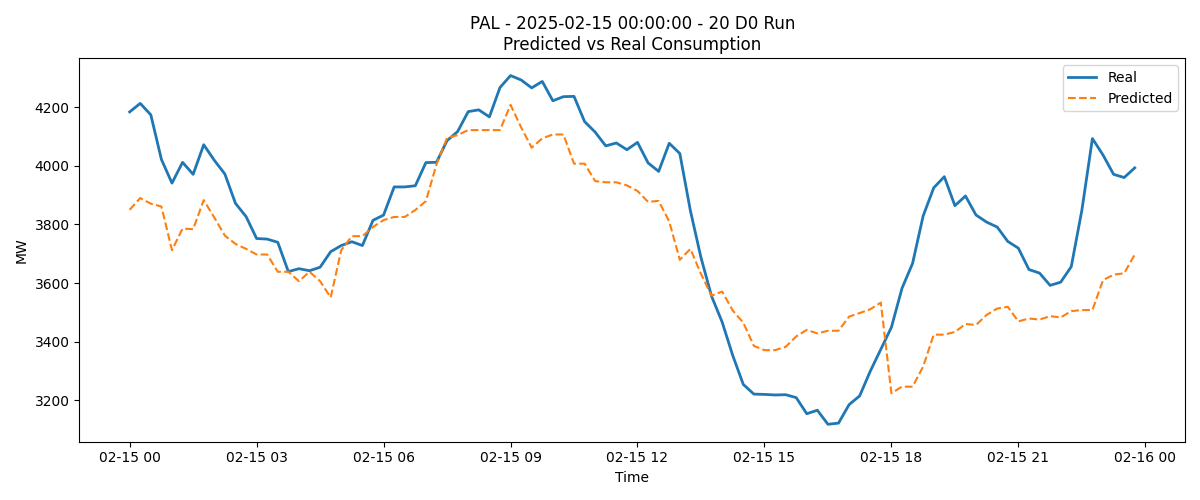 PAL - 2025-02-15 00:00:00 - 20 D0 Run
Predicted vs Real Consumption
Real
Predicted
MW
4200
4000
3800
3600
3400
3200
02-15 00
02-15 03
02-15 06
02-15 09
02-15 12
02-15 15
02-15 18
02-15 21
02-16 00
Time